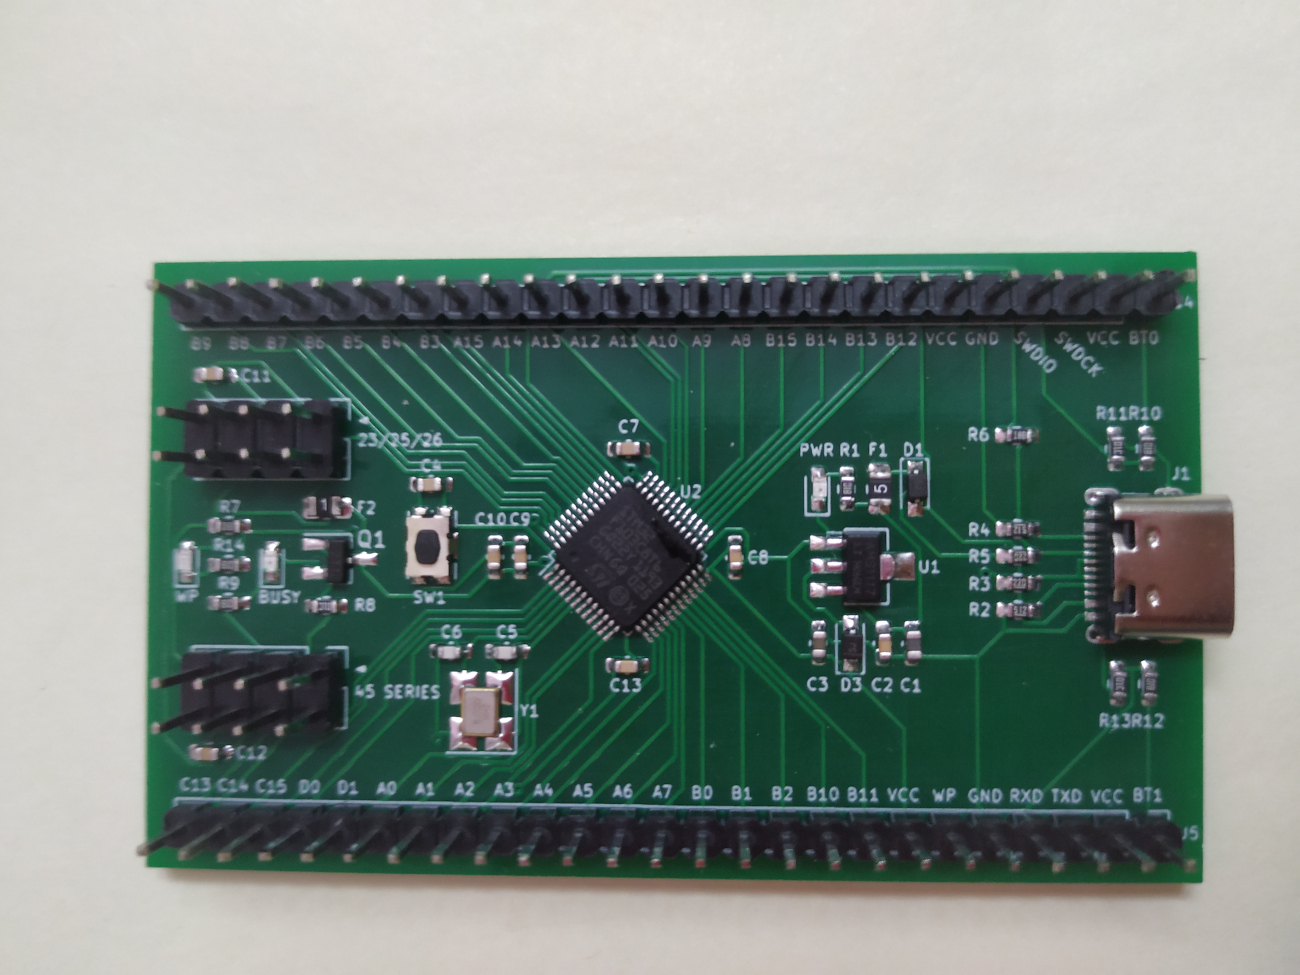 J4
B9 B8 B7 B6 B5 B4 B3 A15 A14 A13 A12 A11 A10 A9 A8 B15 B14 B13 B12 VCC GND SWDIO SWDCK VCC BT0
C11
23/25/26
C4
C7
U2
PWR R1 F1 D1
R6
R11 R10
J1
R7
F2
C10 C9
R14
Q1
WP
BUSY
R9
R8
SW1
C8
U1
R4
R5
R3
R2
C6 C5
C13
C3 D3 C2 C1
45 SERIES
Y1
R13 R12
C12
C13 C14 C15 D0 D1 A0 A1 A2 A3 A4 A5 A6 A7 B0 B1 B2 B10 B11 VCC WP GND RXD TXD VCC BT1
J5